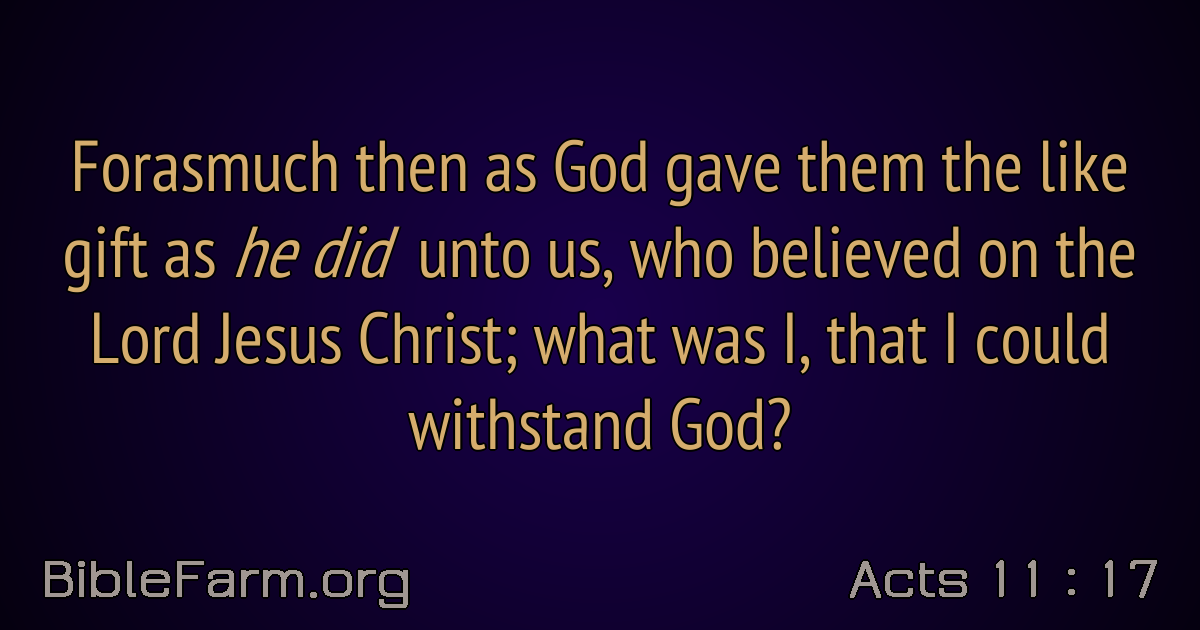 Forasmuch then as God gave them the like
gift as he did unto us, who believed on the
Lord Jesus Christ; what was I, that I could
withstand God?
BibleFarm.org
Acts 11 : 17